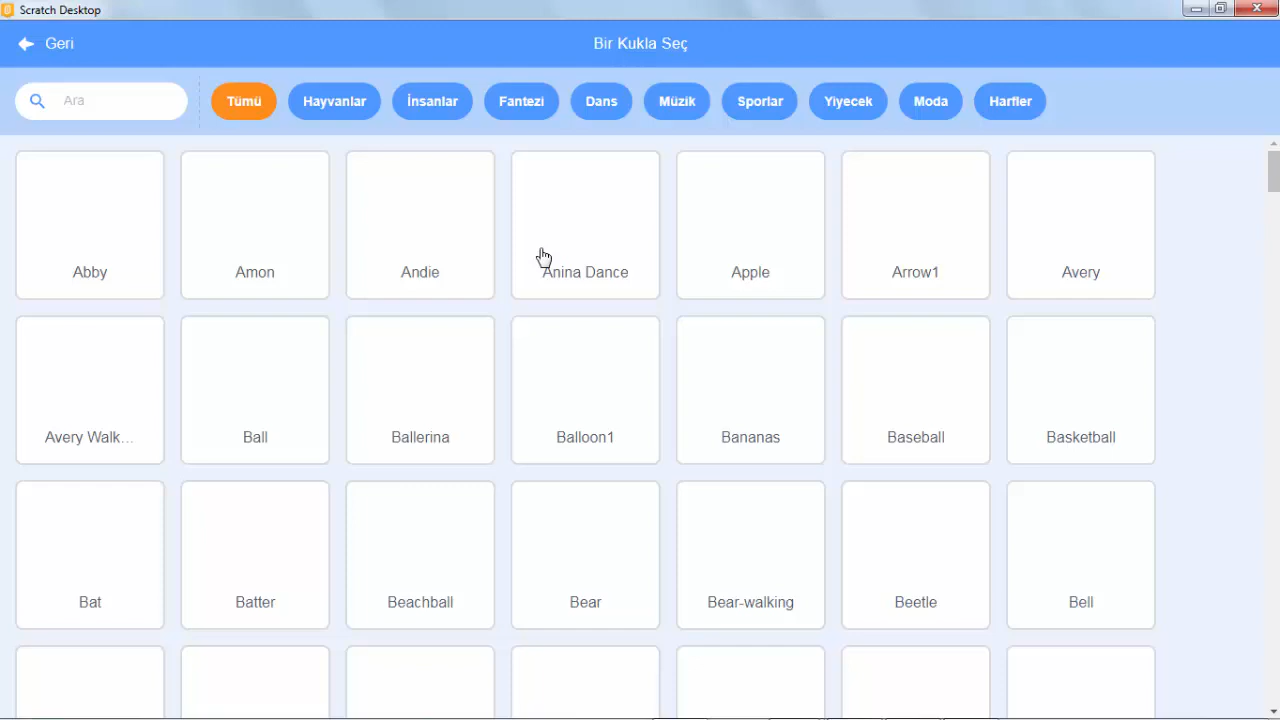 Scratch Desktop
Geri
Bir Kukla Seç
Ara
Tümü
Hayvanlar
İnsanlar
Fantezi
Dans
Müzik
Sporlar
Yiyecek
Moda
Harfler
Abby
Amon
Andie
Anina Dance
Apple
Arrow1
Avery
Avery Walk...
Ball
Ballerina
Balloon1
Bananas
Baseball
Basketball
Bat
Batter
Beachball
Bear
Bear-walking
Beetle
Bell